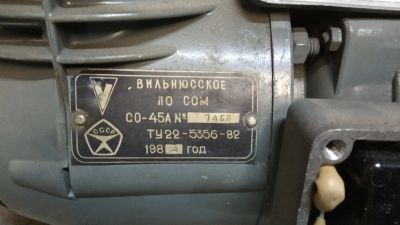 ВИЛЬНЮССКОЕ
ПО СОМ
СО-45А №
ТУ22-5356-82
198 год
СССР